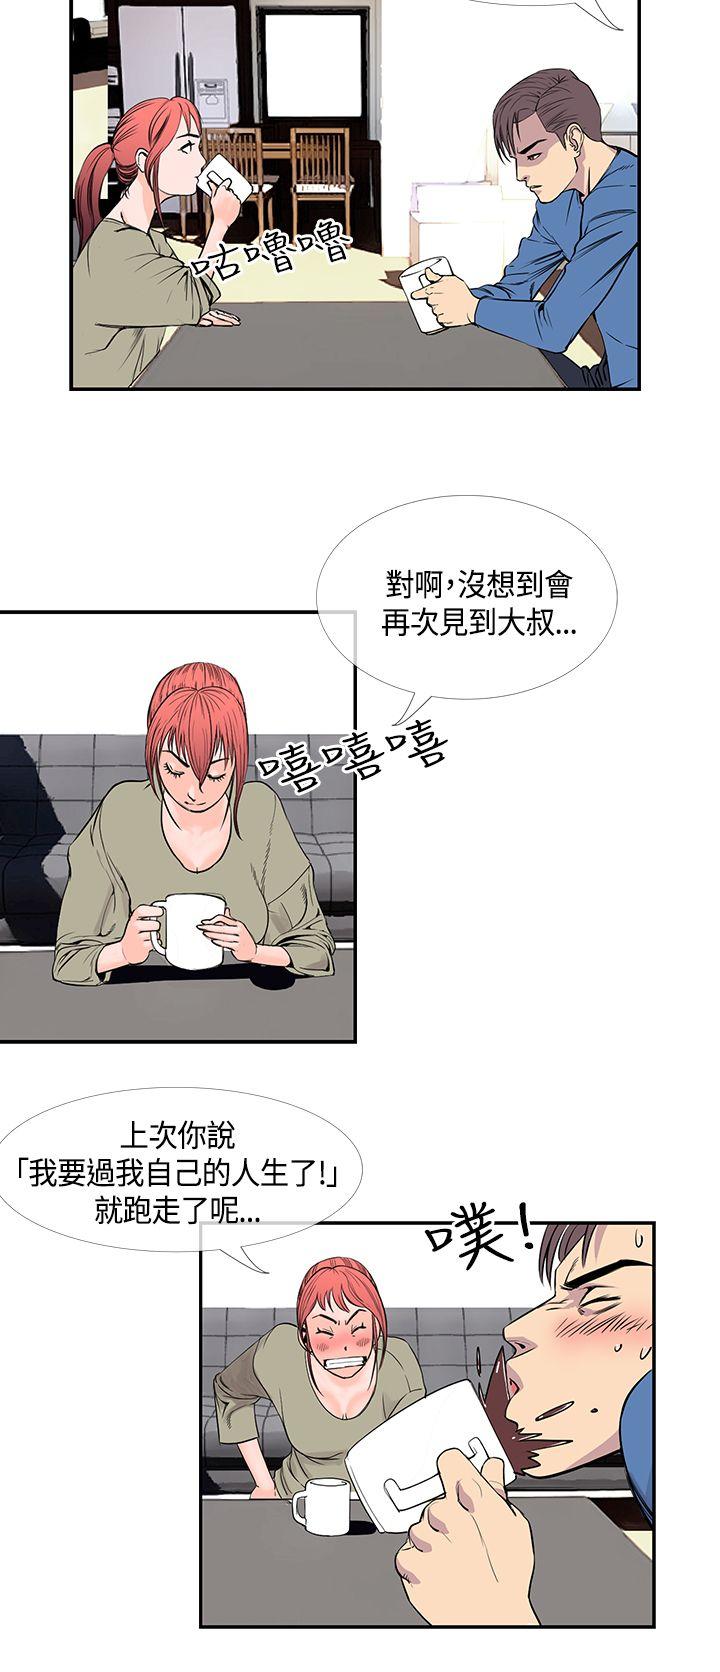 咕嚕嚕
對啊，沒想到會
再次見到大叔...
嘻嘻嘻
上次你說
「我要過我自己的人生了!」
就跑走了呢...
噗!